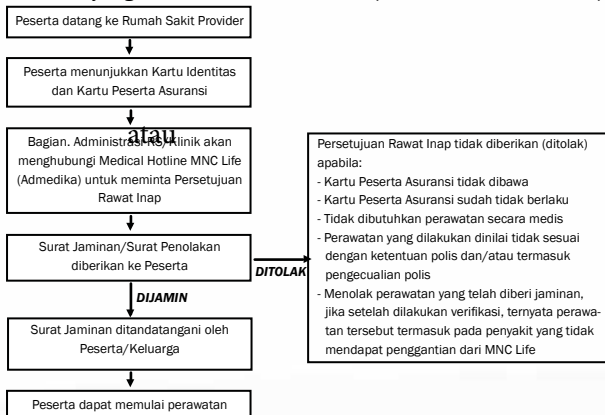 Peserta datang ke Rumah Sakit Provider
Peserta menunjukkan Kartu Identitas
dan Kartu Peserta Asuransi
atau
Bagian. Administrasi RS/Klinik akan
menghubungi Medical Hotline MNC Life
(Admedika) untuk meminta Persetujuan
Rawat Inap
Surat Jaminan/Surat Penolakan
diberikan ke Peserta
DITOLAK
DIJAMIN
Surat Jaminan ditandatangani oleh
Peserta/Keluarga
Peserta dapat memulai perawatan
Persetujuan Rawat Inap tidak diberikan (ditolak)
apabila:
- Kartu Peserta Asuransi tidak dibawa
- Kartu Peserta Asuransi sudah tidak berlaku
- Tidak dibutuhkan perawatan secara medis
- Perawatan yang dilakukan dinilai tidak sesuai
dengan ketentuan polis dan/atau termasuk
pengecualian polis
- Menolak perawatan yang telah diberi jaminan,
jika setelah dilakukan verifikasi, ternyata perawa-
tan tersebut termasuk pada penyakit yang tidak
mendapat penggantian dari MNC Life